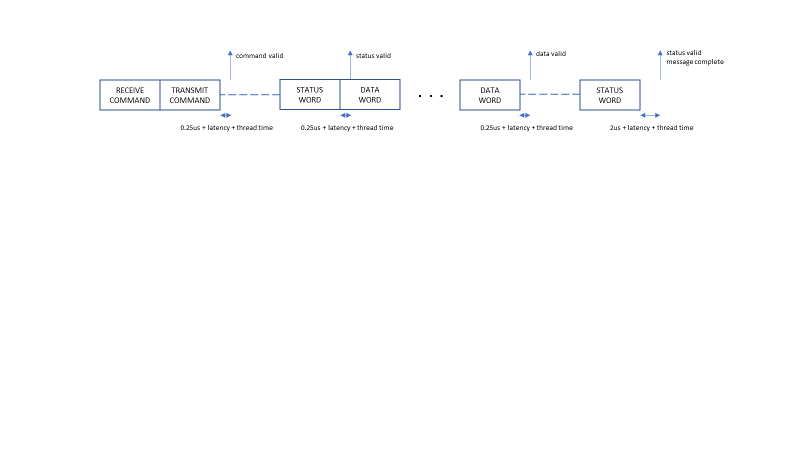 command valid
status valid
data valid
status valid
message complete
RECEIVE
COMMAND
TRANSMIT
COMMAND
STATUS
WORD
DATA
WORD
. . .
DATA
WORD
STATUS
WORD
0.25us + latency + thread time
0.25us + latency + thread time
0.25us + latency + thread time
2us + latency + thread time